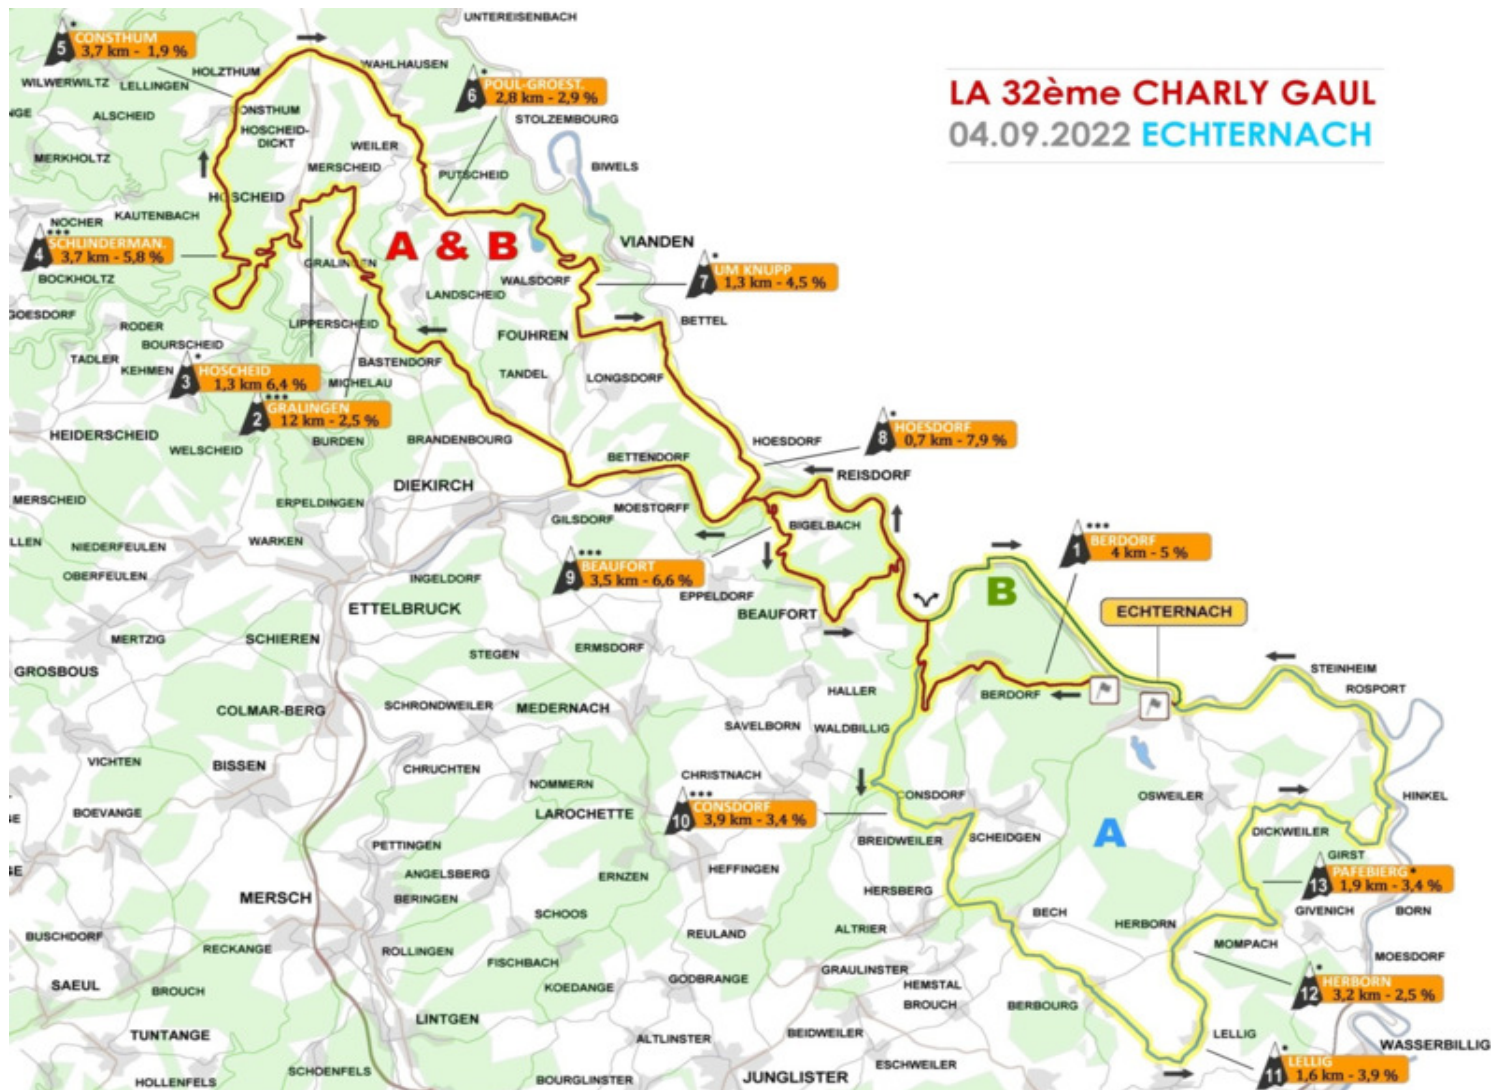 UNTEREISENBACH
5
CONSTHUM
3,7 km - 1,9 %
WAHLHAUSEN
HOLZTHUM
WILWERWILTZ
LELLINGEN
6
POUL-GROEST.
2,8 km - 2,9 %
LA 32ème CHARLY GAUL
04.09.2022 ECHTERNACH
ALSCHEID
CONSTHUM
STOLZEMBOURG
HOSCHEID-
DICKT
WEILER
MERKHOLTZ
MERSCHEID
BIWELS
PUTSCHEID
HOSCHEID
NOCHER
KAUTENBACH
4
SCHLINDERMAN.
3,7 km - 5,8 %
A & B
VIANDEN
GRALINGEN
BOCKHOLTZ
WALSDORF
7
UM KNUPP
1,3 km - 4,5 %
LANDSCHEID
GOESDORF
RODER
LIPPERSCHEID
BETTEL
BOURSCHEID
FOUHREN
TADLER
KEHMEN
BASTENDORF
3
HOSCHEID
1,3 km 6,4 %
MICHELAU
TANDEL
LONGSDORF
2
GRALINGEN
12 km - 2,5 %
8
HOESDORF
0,7 km - 7,9 %
HEIDERSCHEID
WELSCHEID
BURDEN
BRANDENBOURG
HOESDORF
BETTENDORF
REISDORF
DIEKIRCH
MERSCHEID
ERPELDINGEN
MOESTORFF
GILSDORF
BIGELBACH
1
BERDORF
4 km - 5 %
LLEN
NIEDERFEULEN
WARKEN
OBERFEULEN
INGELDORF
9
BEAUFORT
3,5 km - 6,6 %
EPPELDORF
B
ETTELBRUCK
BEAUFORT
ECHTERNACH
MERTZIG
SCHIEREN
STEGEN
ERMSDORF
GROSBOUS
STEINHEIM
ROSPORT
HALLER
BERDORF
COLMAR-BERG
SCHRONDWEILER
MEDERNACH
SAVELBORN
WALDBILLIG
VICHTEN
BISSEN
CHRUCHTEN
NOMMERN
CHRISTNACH
10
CONSDORF
3,9 km - 3,4 %
CONSDORF
OSWEILER
HINKEL
BOEVANGE
LAROCHETTE
BREIDWEILER
SCHEIDGEN
A
DICKWEILER
PETTINGEN
GIRST
ANGELSBERG
ERNZEN
HEFFINGEN
13
PAFEBIERG
1,9 km - 3,4 %
MERSCH
BERINGEN
HERSBERG
SCHOOS
BECH
HERBORN
GIVENICH
BORN
BUSCHDORF
RECKANGE
ROLLINGEN
REULAND
ALTRIER
MOMPACH
MOESDORF
FISCHBACH
GRAULINSTER
SAEUL
BROUCH
KOEDANGE
GODBRANGE
HEMSTAL
BROUCH
BERBOURG
12
HERBORN
3,2 km - 2,5 %
TUNTANGE
LINTGEN
ALTLINSTER
BEIDWEILER
LELLIG
WASSERBILLIG
HOLLENFELS
SCHOENFELS
BOURGLINSTER
JUNGLISTER
ESCHWEILER
11
LELLIG
1,6 km - 3,9 %